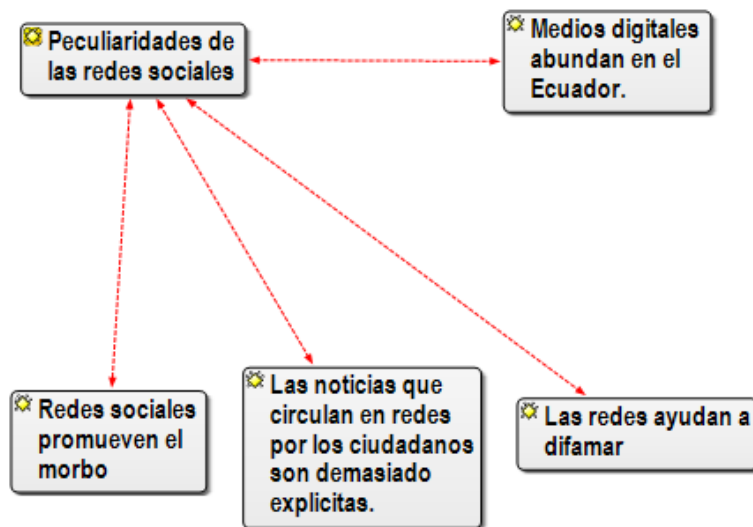 Peculiaridades de
las redes sociales
Medios digitales
abundan en el
Ecuador.
Redes sociales
promueven el
morbo
Las noticias que
circulan en redes
por los ciudadanos
son demasiado
explicitas.
Las redes ayudan a
difamar